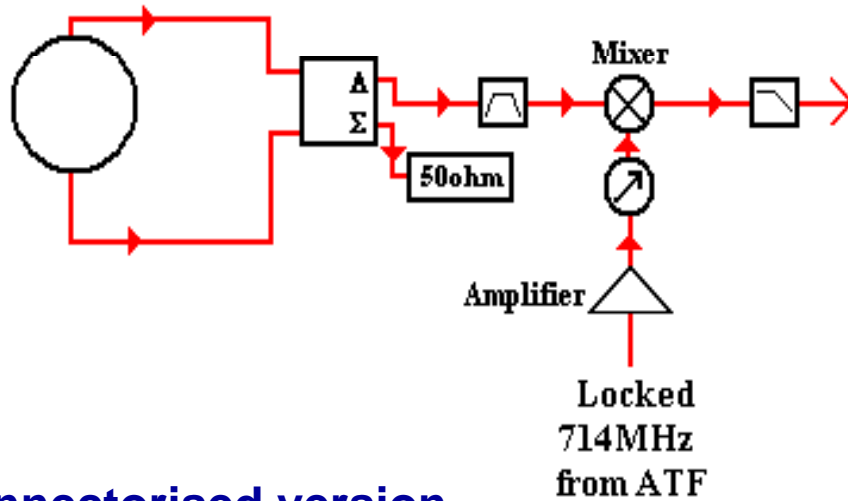 Mixer
A
Σ
50ohm
Amplifier
Locked
714MHz
from ATF